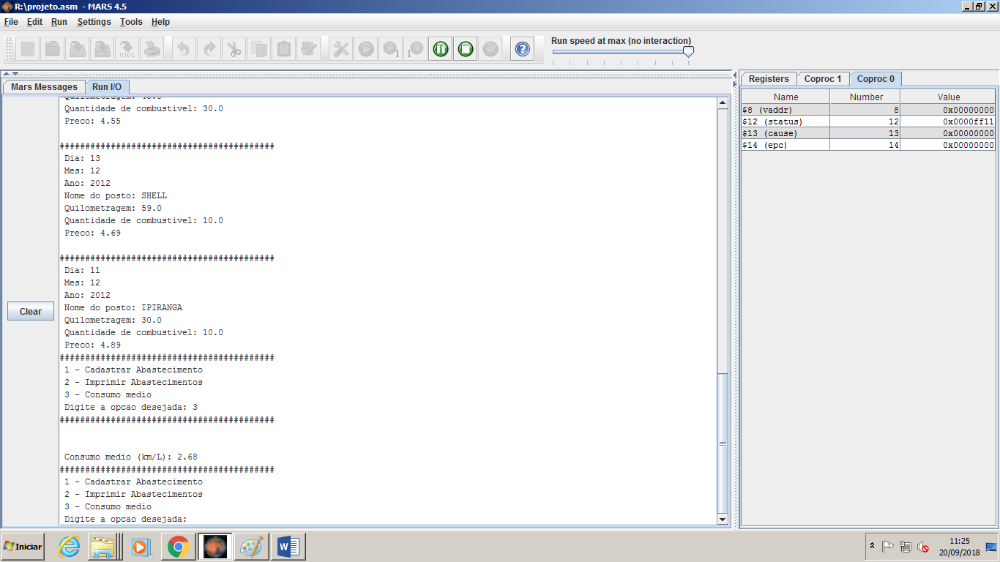 R:\projeto.asm - MARS 4.5
File Edit Run Settings Tools Help
Run speed at max (no interaction)
Mars Messages Run I/O
Quantidade de combustivel: 30.0
Preco: 4.55
##########################################
Dia: 13
Mes: 12
Ano: 2012
Nome do posto: SHELL
Quilometragem: 59.0
Quantidade de combustivel: 10.0
Preco: 4.69
##########################################
Dia: 11
Mes: 12
Ano: 2012
Nome do posto: IPIRANGA
Quilometragem: 30.0
Quantidade de combustivel: 10.0
Preco: 4.89
##########################################
1 - Cadastrar Abastecimento
2 - Imprimir Abastecimentos
3 - Consumo medio
Digite a opcao desejada: 3
##########################################
Consumo medio (km/L): 2.68
##########################################
1 - Cadastrar Abastecimento
2 - Imprimir Abastecimentos
3 - Consumo medio
Digite a opcao desejada:
Clear
Registers Coproc 1 Coproc 0
Name Number Value
$8 (vaddr) 8 0x00000000
$12 (status) 12 0x0000ff11
$13 (cause) 13 0x00000000
$14 (epc) 14 0x00000000
Iniciar
11:25
20/09/2018